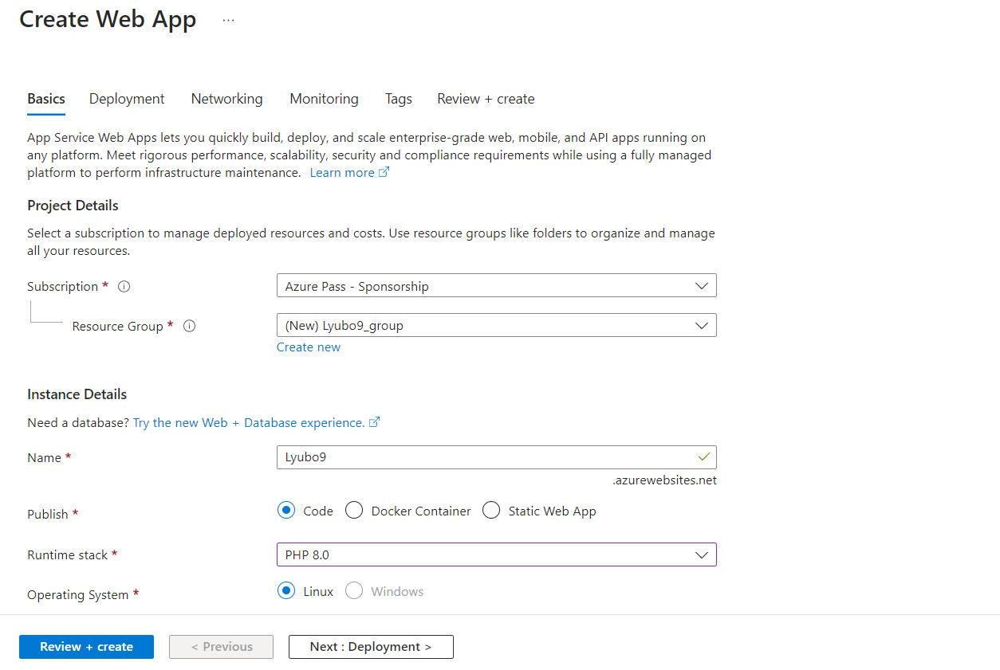 Create Web App ...
Basics Deployment Networking Monitoring Tags Review + create
App Service Web Apps lets you quickly build, deploy, and scale enterprise-grade web, mobile, and API apps running on
any platform. Meet rigorous performance, scalability, security and compliance requirements while using a fully managed
platform to perform infrastructure maintenance. Learn more
Project Details
Select a subscription to manage deployed resources and costs. Use resource groups like folders to organize and manage
all your resources.
Subscription * Azure Pass - Sponsorship
Resource Group * (New) Lyubo9_group
Create new
Instance Details
Need a database? Try the new Web + Database experience.
Name * Lyubo9
.azurewebsites.net
Publish * Code Docker Container Static Web App
Runtime stack * PHP 8.0
Operating System * Linux Windows
Review + create < Previous Next : Deployment >